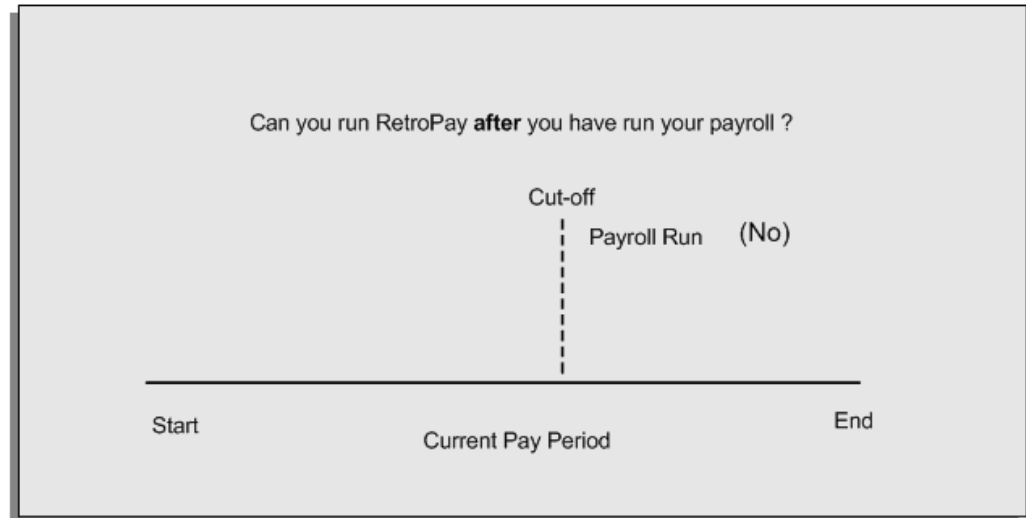 Can you run RetroPay after you have run your payroll ?
Cut-off
Payroll Run (No)
Start
End
Current Pay Period